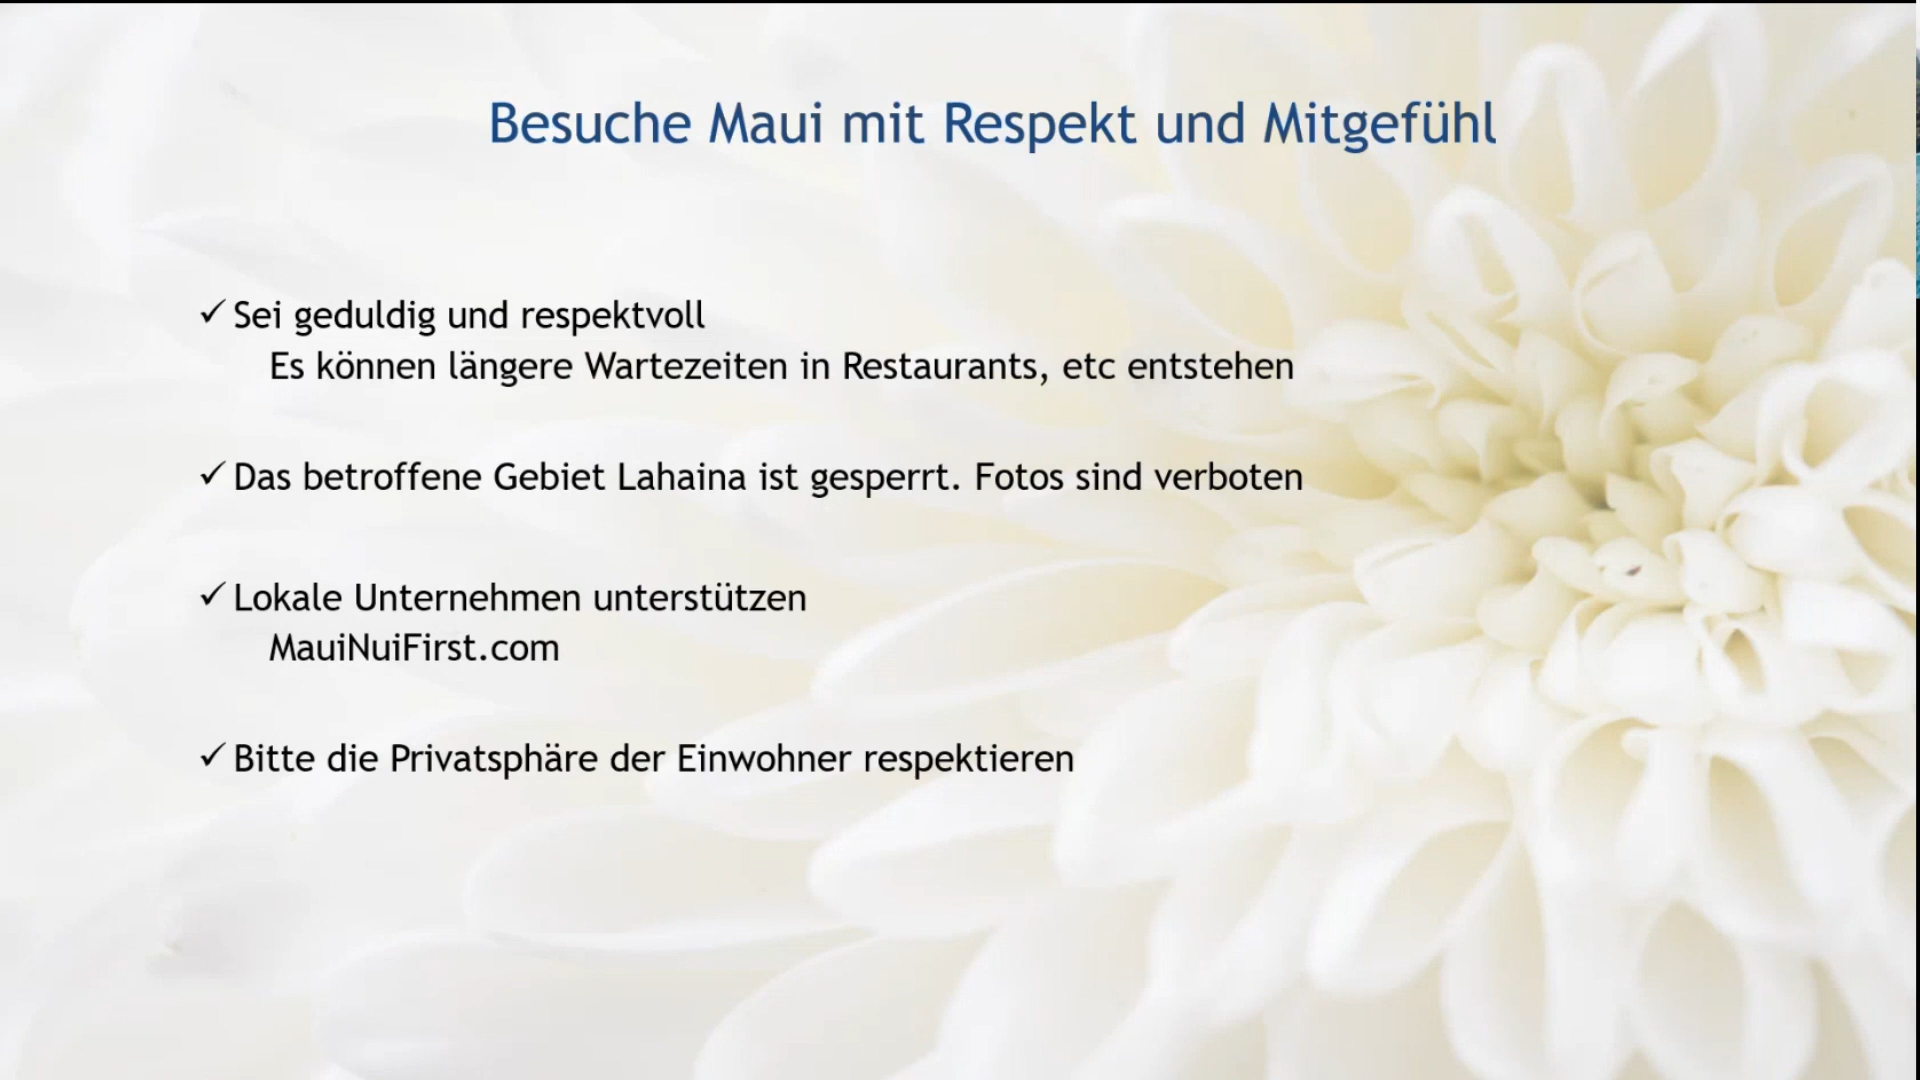 Besuche Maui mit Respekt und Mitgefühl
✓ Sei geduldig und respektvoll
Es können längere Wartezeiten in Restaurants, etc entstehen
✓ Das betroffene Gebiet Lahaina ist gesperrt. Fotos sind verboten
✓ Lokale Unternehmen unterstützen
MauiNuiFirst.com
✓ Bitte die Privatsphäre der Einwohner respektieren